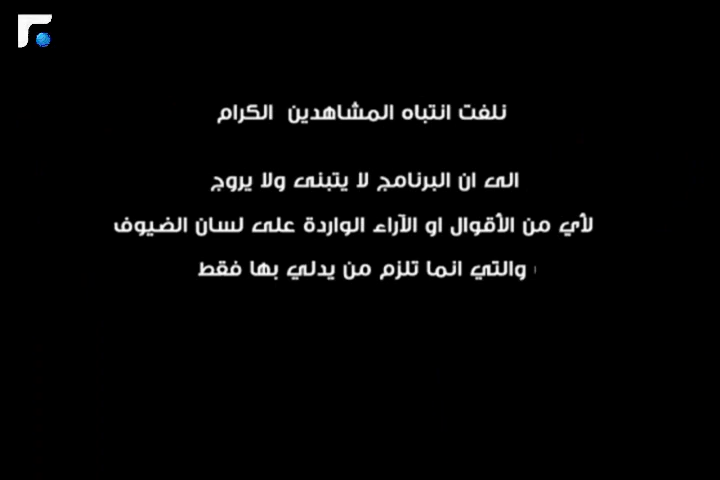 نلفت انتباه المشاهدين الكرام
الى ان البرنامج لا يتبنى ولا يروج
لأي من الأقوال او الآراء الواردة على لسان الضيوف
والتي انما تلزم من يدلي بها فقط